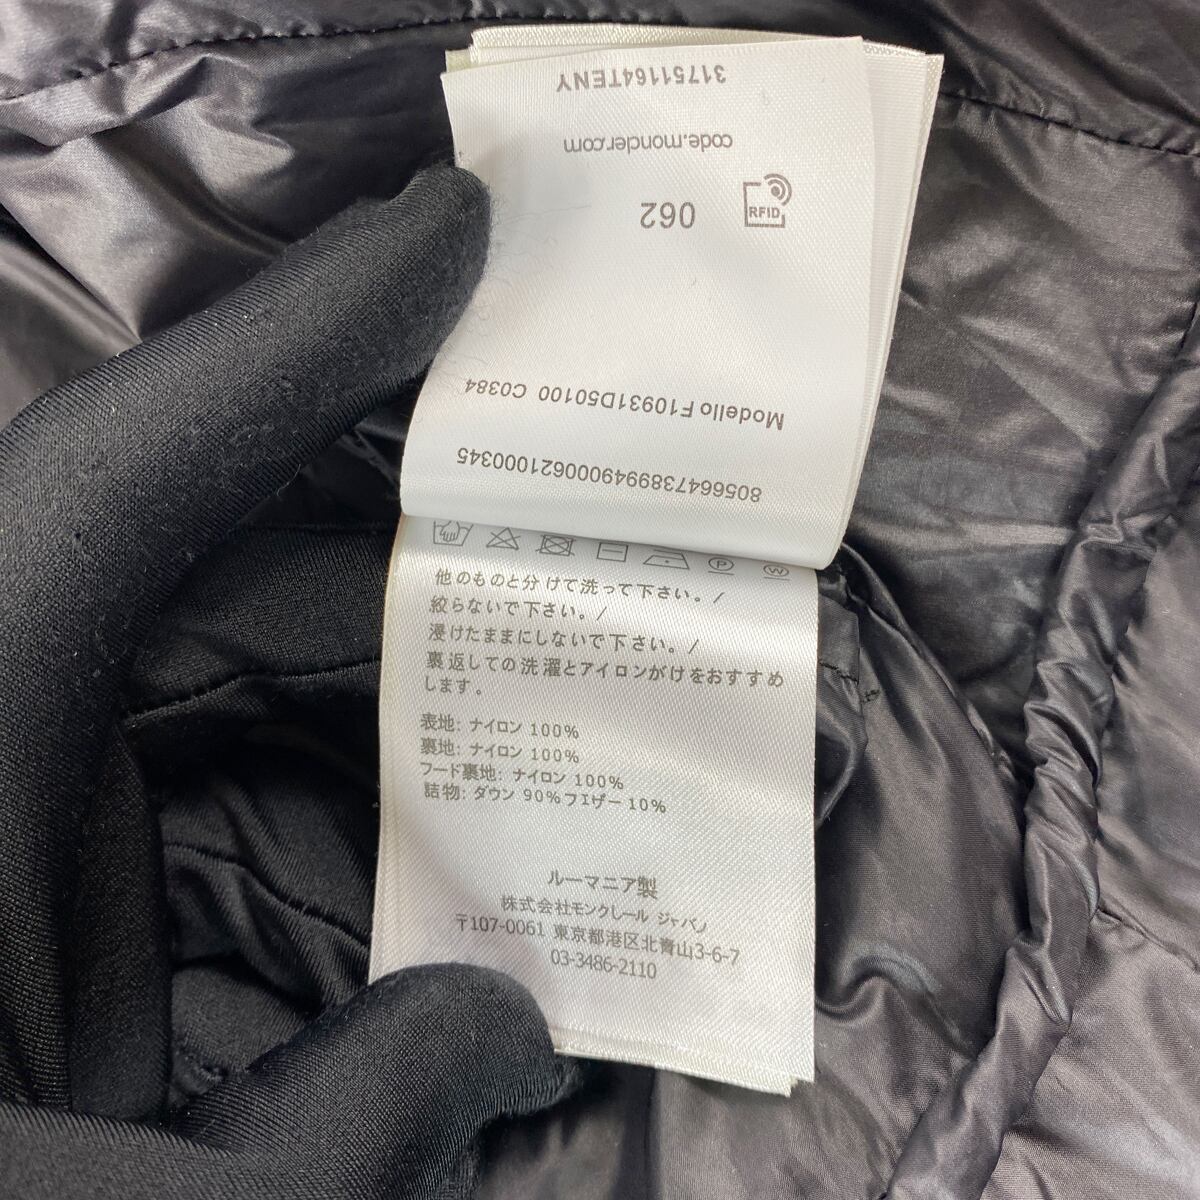 8056647389949000621000345
Modello F10931D50100 C0384
RFID 062
code.moncler.com
31751164TENY
P W
他のものと分けて洗って下さい。/
絞らないで下さい。/
浸けたままにしないで下さい。/
裏返しての洗濯とアイロンがけをおすすめ
します。
表地: ナイロン 100%
裏地: ナイロン 100%
フード裏地: ナイロン 100%
詰物: ダウン 90%フェザー 10%
ルーマニア製
株式会社モンクレール ジャパン
〒107-0061 東京都港区北青山3-6-7
03-3486-2110